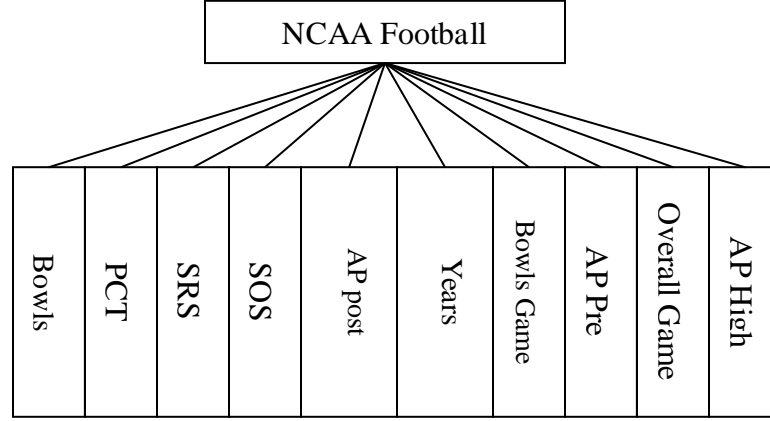 NCAA Football
Bowls
PCT
SRS
SOS
AP post
Years
Bowls Game
AP Pre
Overall Game
AP High